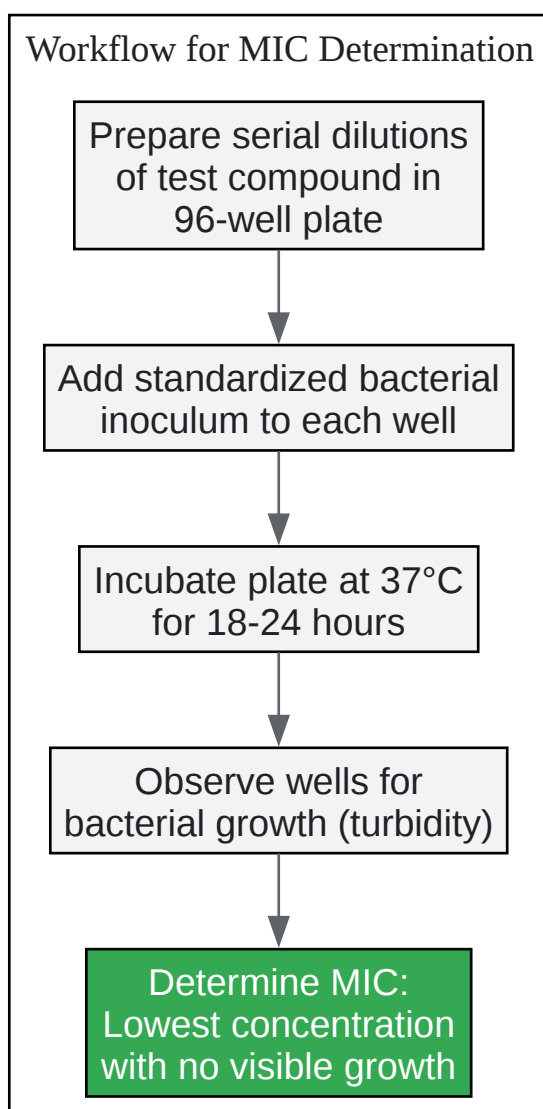 Workflow for MIC Determination
Prepare serial dilutions
of test compound in
96-well plate
Add standardized bacterial
inoculum to each well
Incubate plate at 37°C
for 18-24 hours
Observe wells for
bacterial growth (turbidity)
Determine MIC:
Lowest concentration
with no visible growth